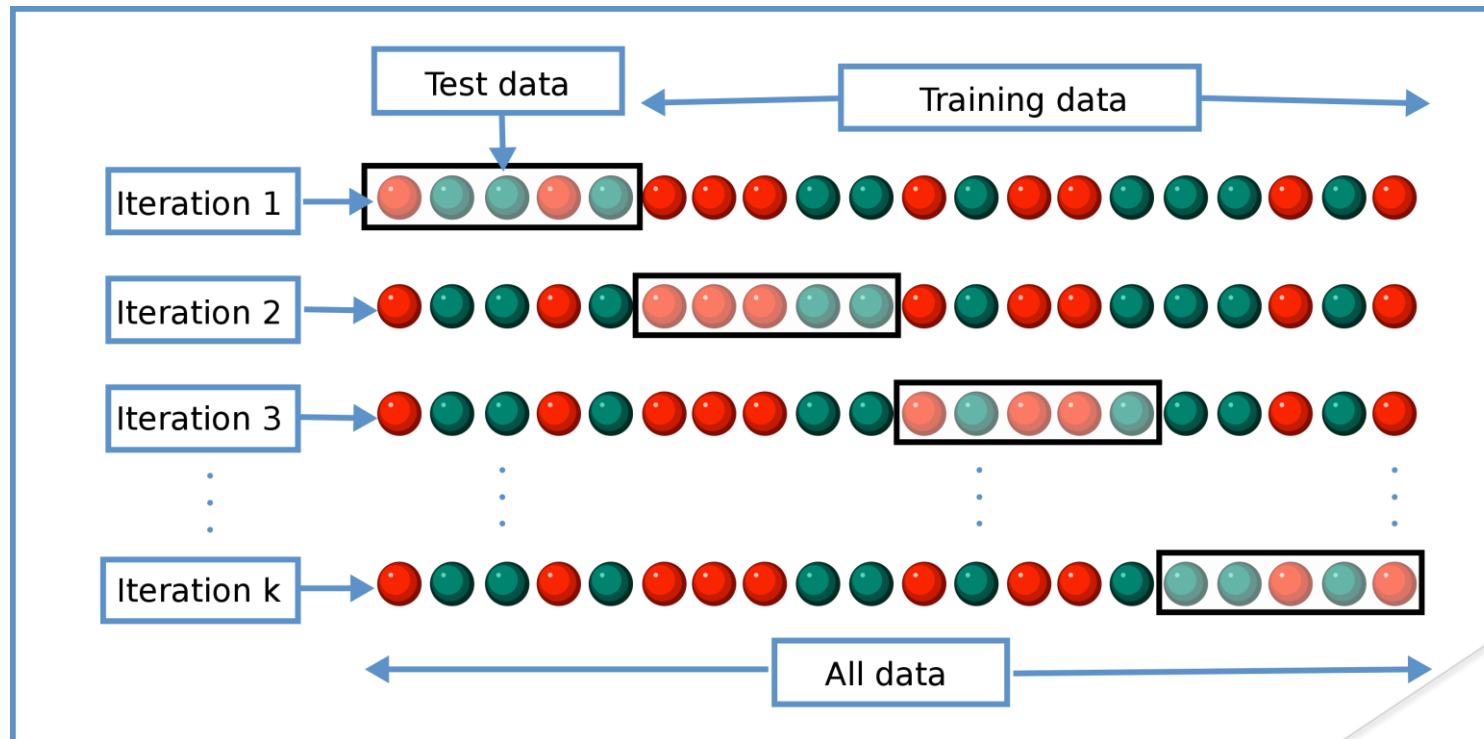 Test data
Training data
Iteration 1
Iteration 2
Iteration 3
Iteration k
All data